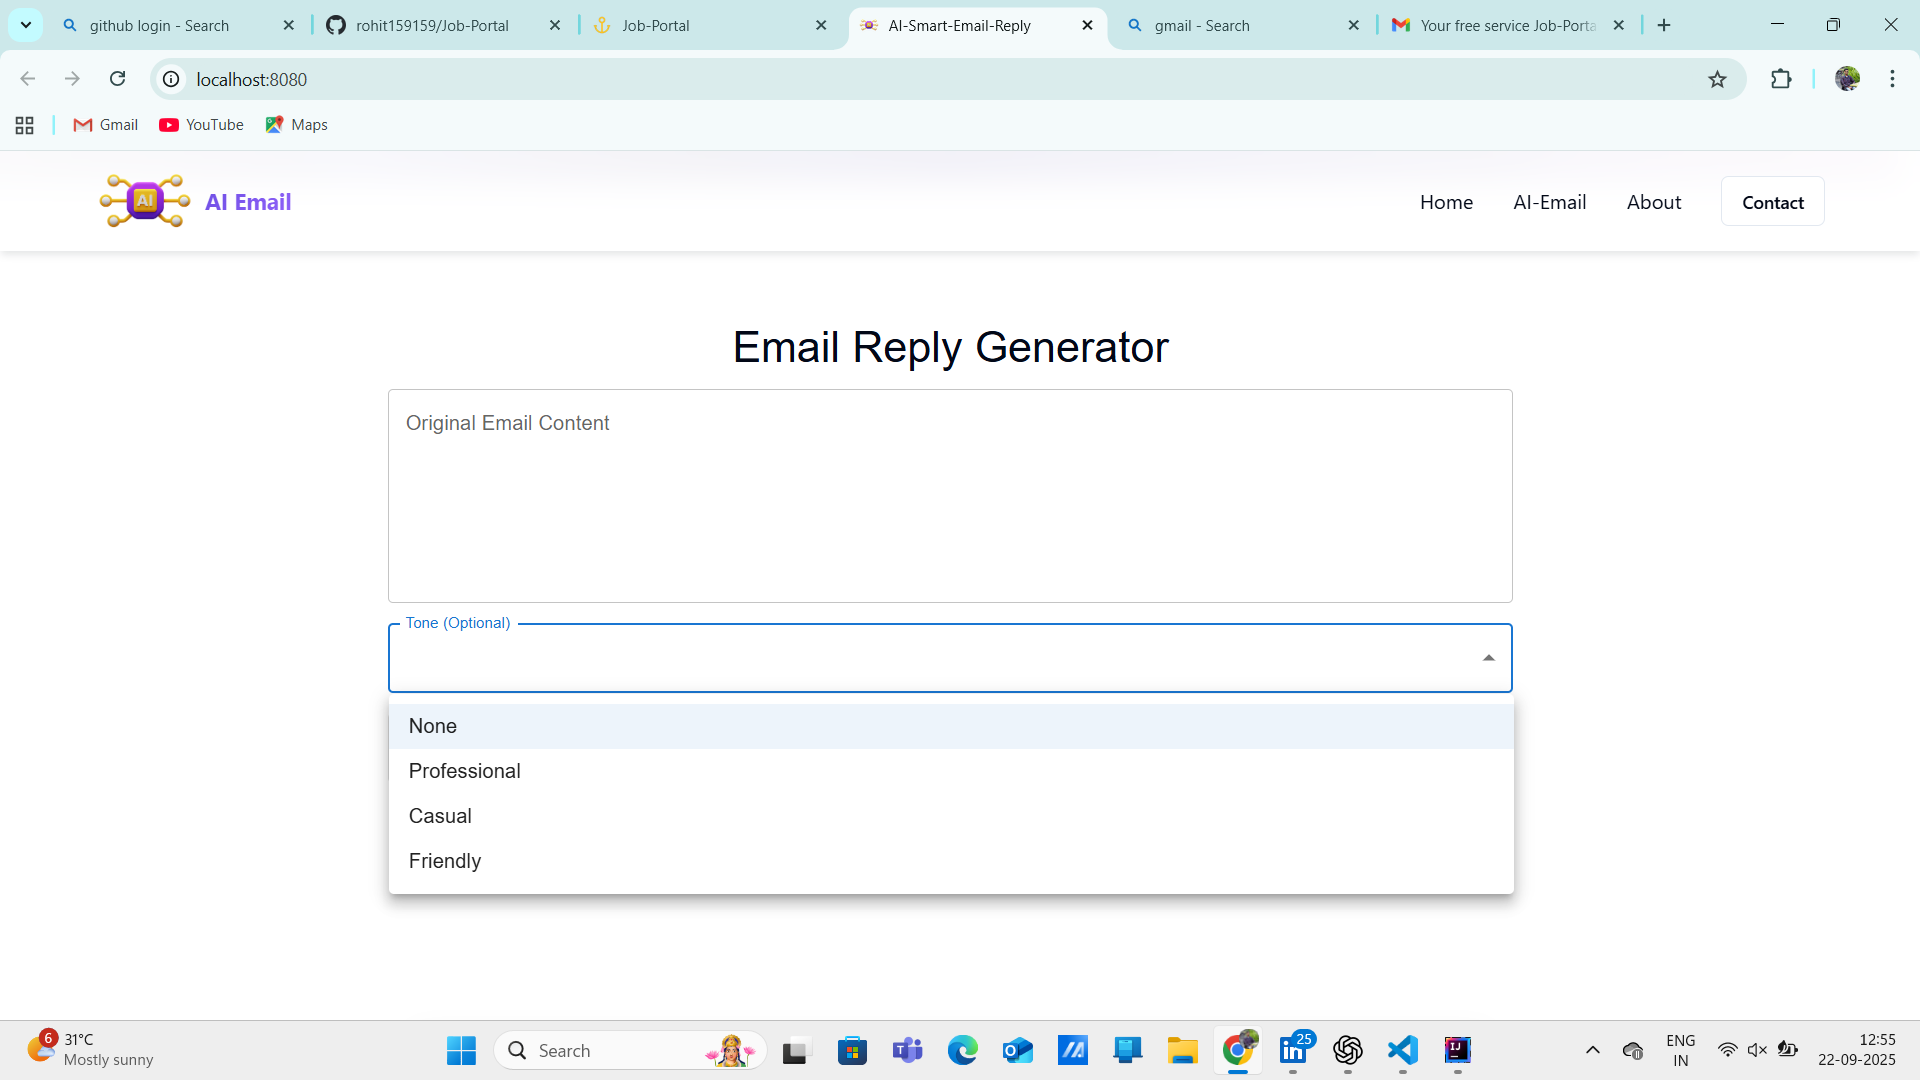 github login - Search
rohit159159/Job-Portal
Job-Portal
AI-Smart-Email-Reply
gmail - Search
Your free service Job-Porta
localhost:8080
Gmail
YouTube
Maps
AI
AI Email
Home
AI-Email
About
Contact
Email Reply Generator
Original Email Content
Tone (Optional)
None
Professional
Casual
Friendly
6
31°C
Mostly sunny
Search
25
ENG
IN
12:55
22-09-2025